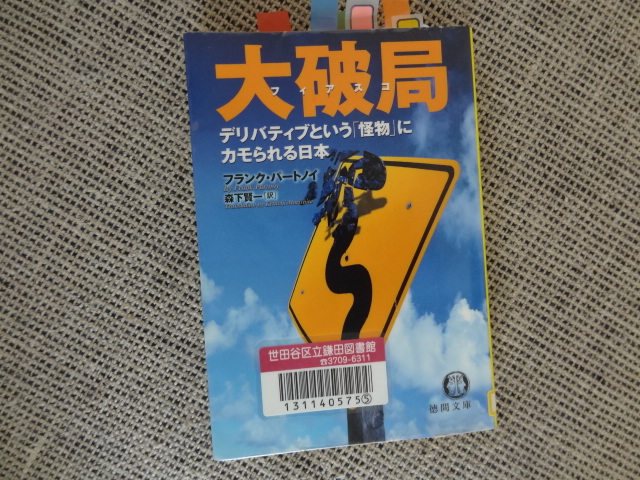 大破局
フィアスコ
デリバティブという「怪物」に
カモられる日本
フランク・パートノイ
By Frank Partnoy
森下賢一[訳]
世田谷区立鎌田図書館
☎3709-6311
131140575⑤
徳間文庫